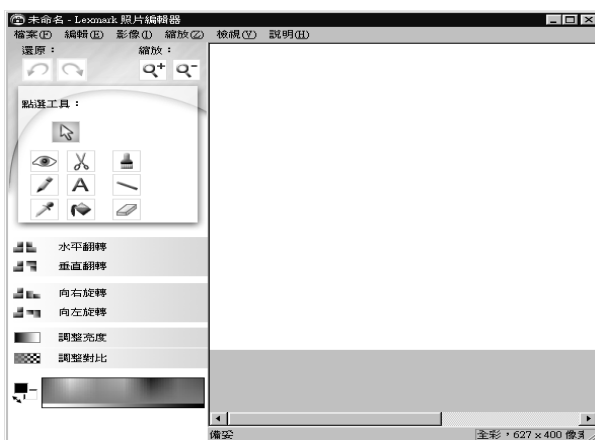 未命名 - Lexmark 照片編輯器
檔案(F) 編輯(E) 影像(I) 縮放(Z) 檢視(V) 説明(H)
還原： 縮放：
點選工具：
A
水平翻轉
垂直翻轉
向右旋轉
向左旋轉
調整亮度
調整對比
備妥 全彩，627 x 400 像素